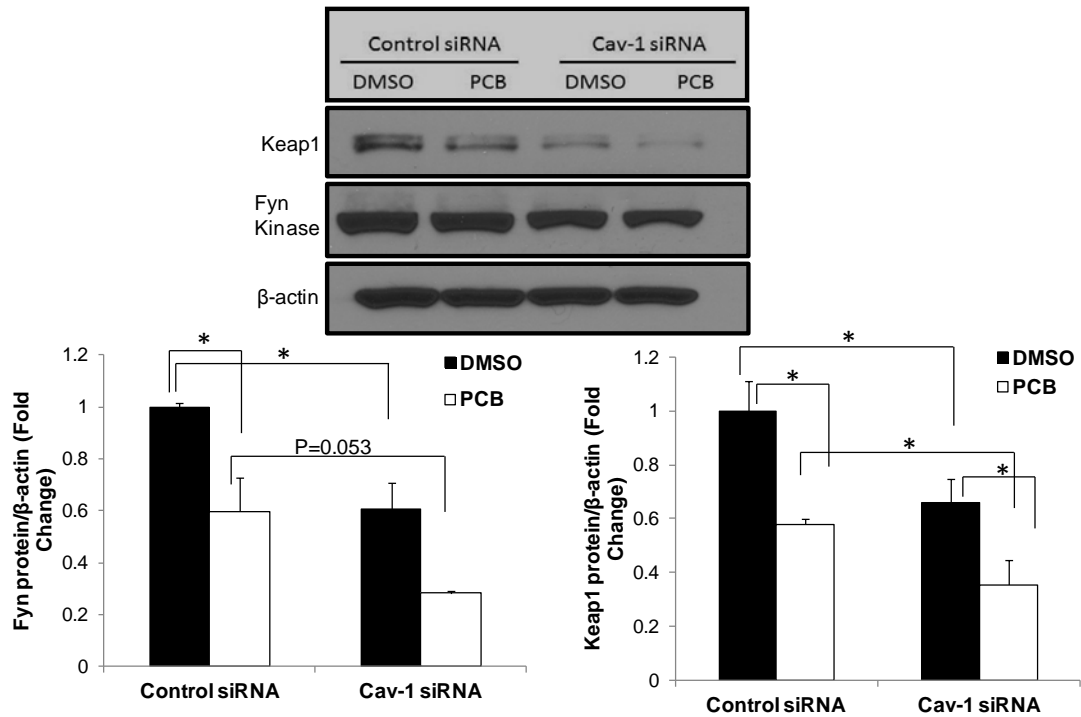 Control siRNA Cav-1 siRNA
DMSO PCB DMSO PCB
Keap1
Fyn
Kinase
β-actin
Fyn protein/β-actin (Fold
Change)
1.2
1
0.8
0.6
0.4
0.2
0
*
*
P=0.053
DMSO
PCB
Control siRNA Cav-1 siRNA
Keap1 protein/β-actin (Fold
Change)
1.2
1
0.8
0.6
0.4
0.2
0
*
*
*
*
DMSO
PCB
Control siRNA Cav-1 siRNA